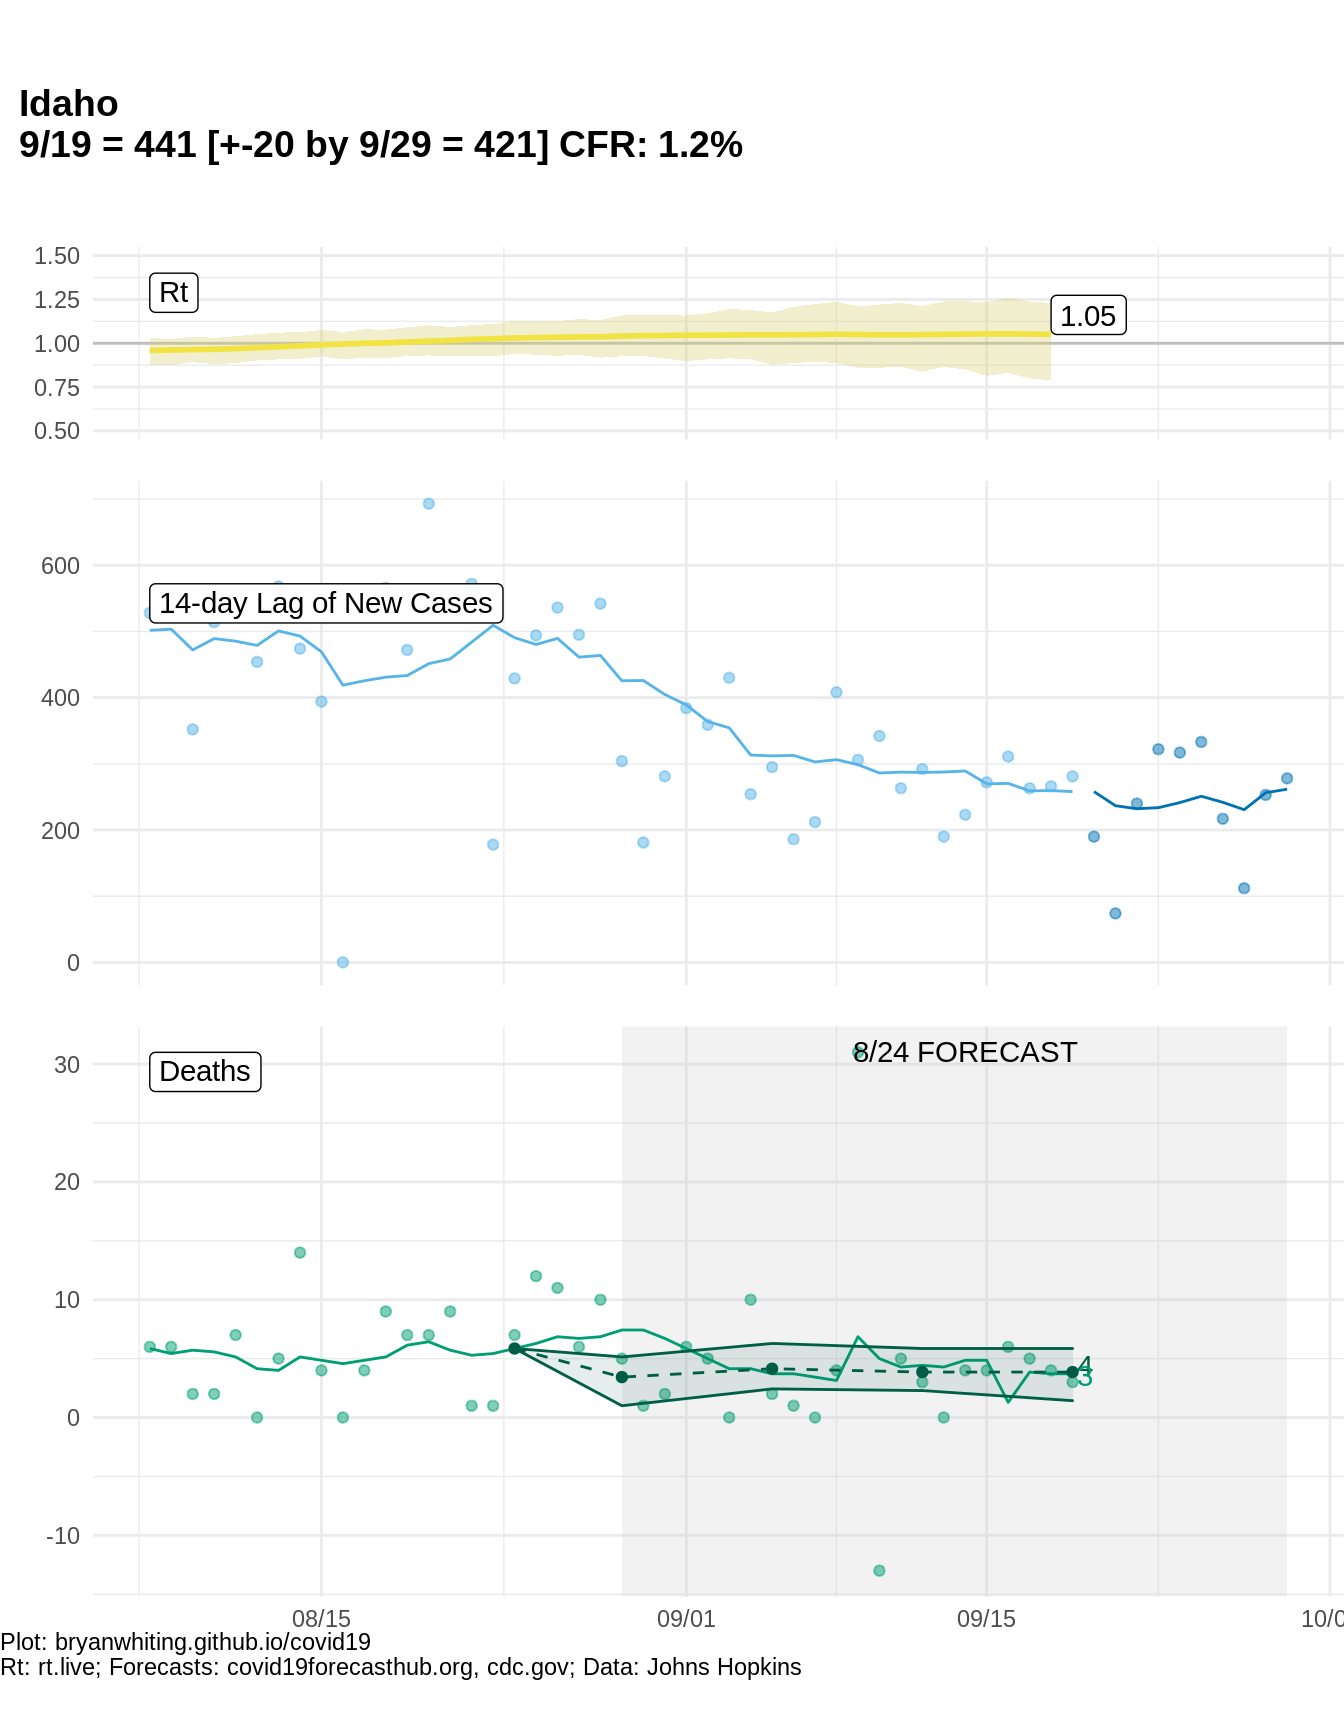 Idaho
9/19 = 441 [+-20 by 9/29 = 421] CFR: 1.2%
1.50
1.25
1.00
0.75
0.50
Rt
1.05
600
400
200
0
14-day Lag of New Cases
30
20
10
0
-10
Deaths
8/24 FORECAST
4
3
08/15 09/01 09/15 10/0
Plot: bryanwhiting.github.io/covid19
Rt: rt.live; Forecasts: covid19forecasthub.org, cdc.gov; Data: Johns Hopkins